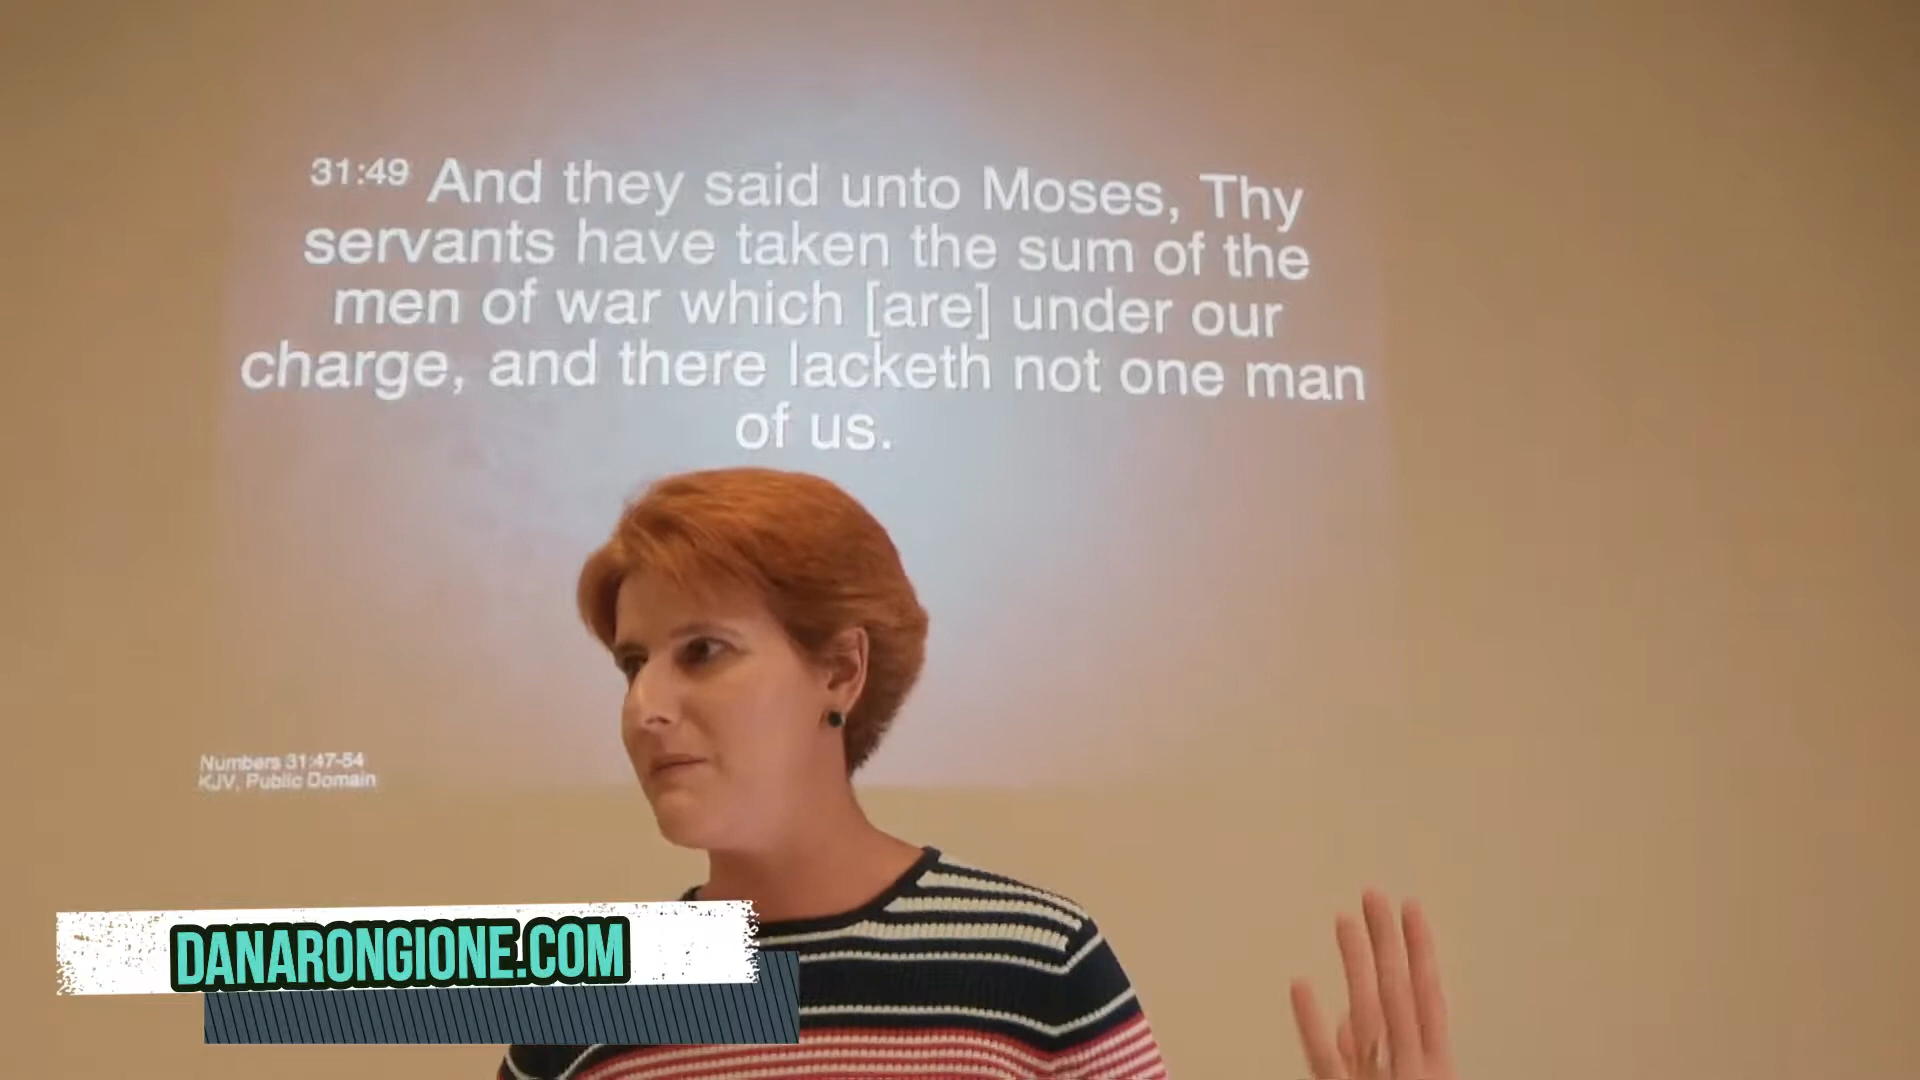 31:49 And they said unto Moses, Thy
servants have taken the sum of the
men of war which [are] under our
charge, and there lacketh not one man
of us.
Numbers 31:47-54
KJV, Public Domain
DANARONGIONE.COM